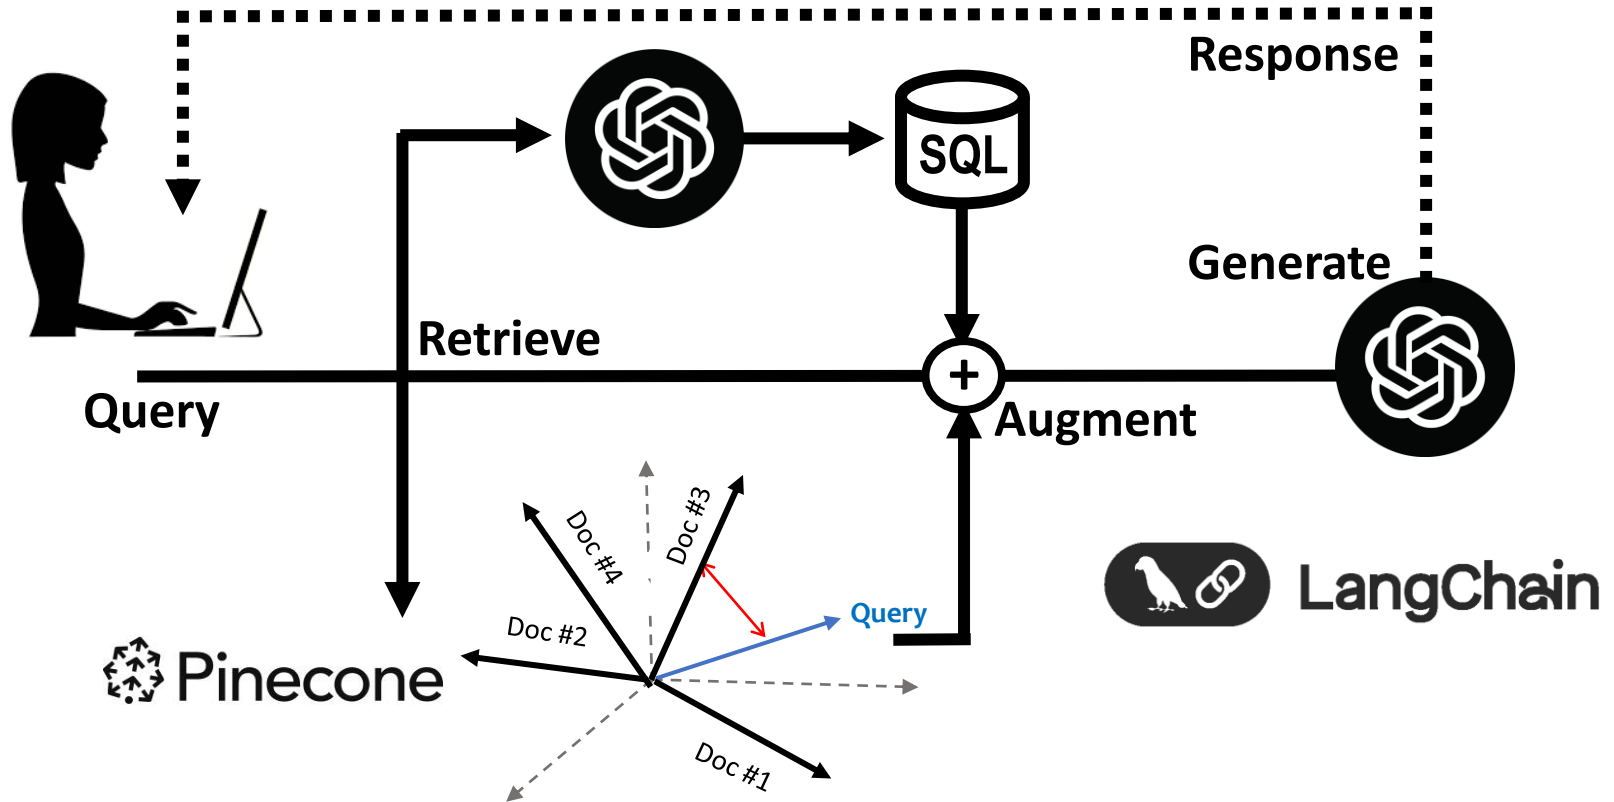 Response
SQL
Generate
Retrieve
+
Query
Augment
Doc #3
Doc #4
Query
Doc #2
LangChain
Pinecone
Doc #1